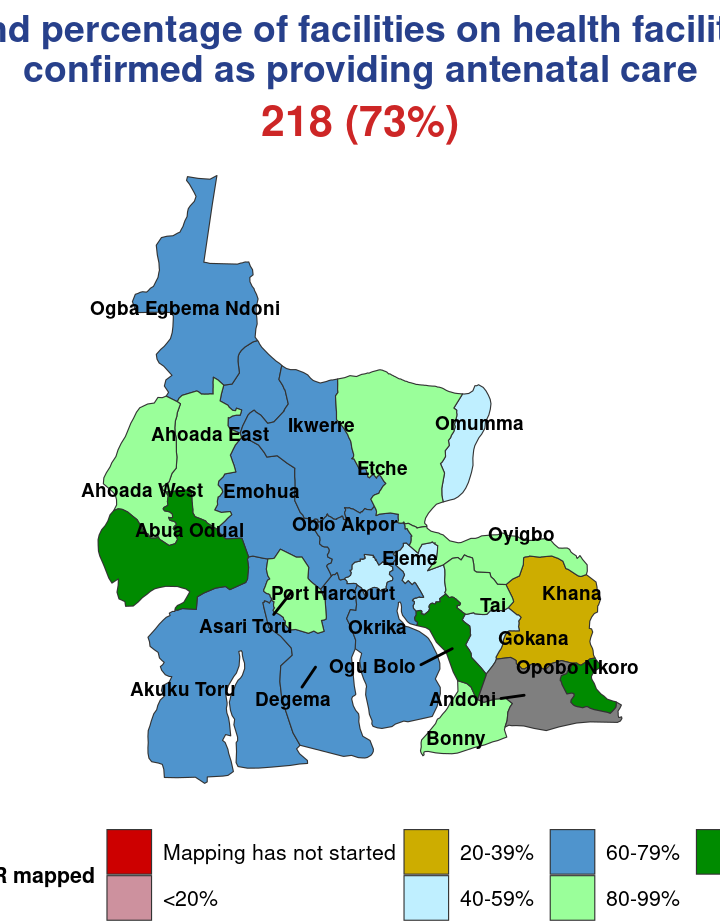 percentage of facilities on health
confirmed as providing antenatal care
218 (73%)
Ogba Egbema Ndoni
Omumma
Ikwerre
Ahoada East
Etche
Ahoada West
Emohua
Obio Akpor
Abua Odual
Oyigbo
Eleme
Port Harcourt
Khana
Tai
Asari Toru
Okrika
Gokana
Ogu Bolo
Opobo Nkoro
Akuku Toru
Degema
Andoni
Bonny
Mapping has not started
20-39%
60-79%
mapped
<20%
40-59%
80-99%